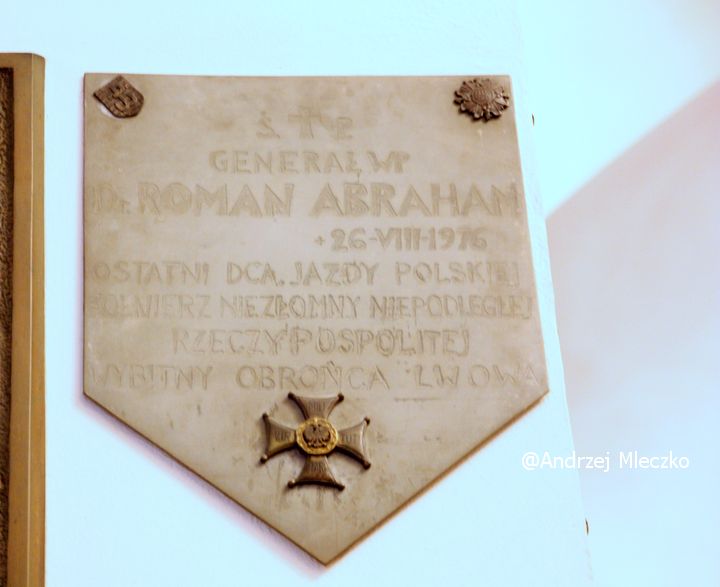 Ś † P
GENERAŁ WP
DR ROMAN ABRAHAM
+26-VIII-1976
OSTATNI DCA. JAZDY POLSKIEJ
ŻOŁNIERZ NIEZŁOMNY NIEPODLEGŁEJ
RZECZYPOSPOLITEJ
WYBITNY OBROŃCA LWOWA
@Andrzej Mleczko